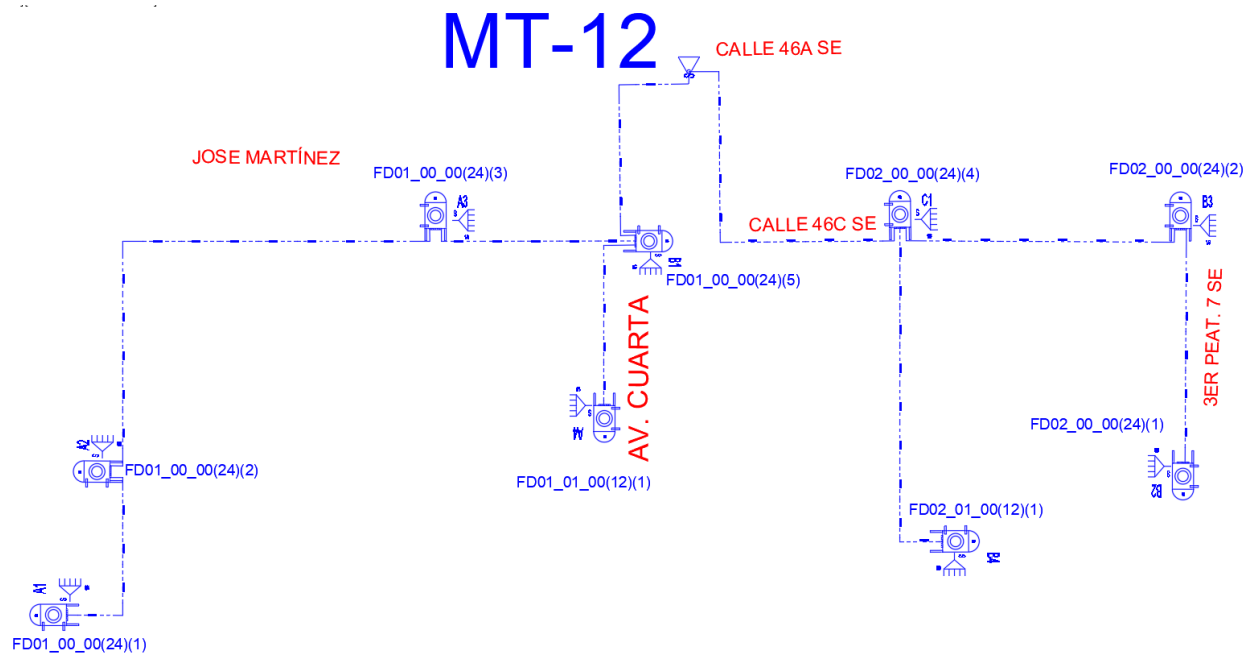 MT-12
CALLE 46A SE
JOSE MARTÍNEZ
FD01_00_00(24)(3)
A3
FD02_00_00(24)(4)
C1
FD02_00_00(24)(2)
B3
CALLE 46C SE
B1
FD01_00_00(24)(5)
AV. CUARTA
3ER PEAT. 7 SE
A4
FD01_01_00(12)(1)
A2
FD01_00_00(24)(2)
FD02_00_00(24)(1)
B2
FD02_01_00(12)(1)
B4
A1
FD01_00_00(24)(1)